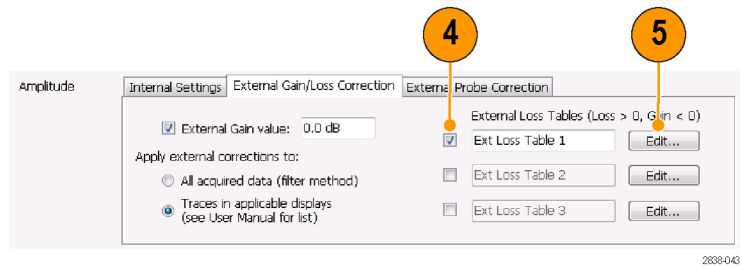 4 5
Amplitude
Internal Settings External Gain/Loss Correction External Probe Correction
External Gain value: 0.0 dB
Apply external corrections to:
All acquired data (filter method)
Traces in applicable displays
(see User Manual for list)
External Loss Tables (Loss > 0, Gain < 0)
Ext Loss Table 1 Edit...
Ext Loss Table 2 Edit...
Ext Loss Table 3 Edit...
2838-043